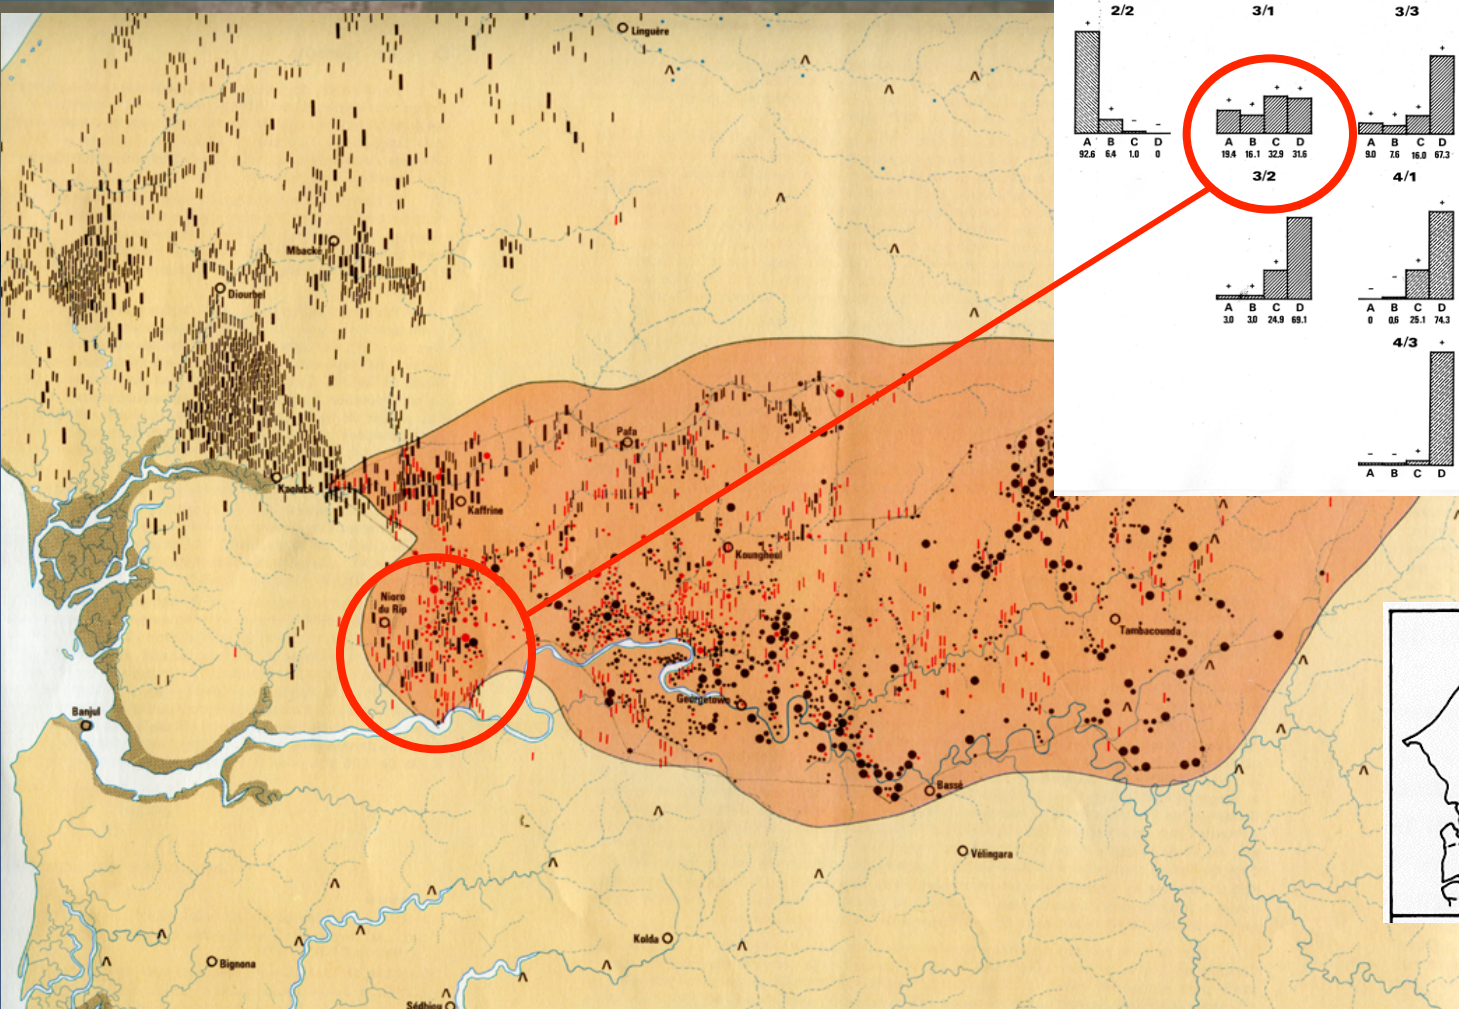 Linguère
Mbacke
Diourbel
Kaolack
Kaffrine
Pafa
Koungheul
Nioro
du Rip
Tambacounda
Georgetown
Banjul
Bassé
Vélingara
Kolda
Bignona
Sédhiou
2/2
3/1
3/3
+
+ - -
A B C D
92.6 6.4 1.0 0
+ + + +
A B C D
19.4 16.1 32.9 31.6
+ + + +
A B C D
9.0 7.6 16.0 67.3
3/2
4/1
+ + +
A B C D
3.0 3.0 24.9 69.1
- - + +
A B C D
0 0.6 25.1 74.3
4/3
- - + +
A B C D